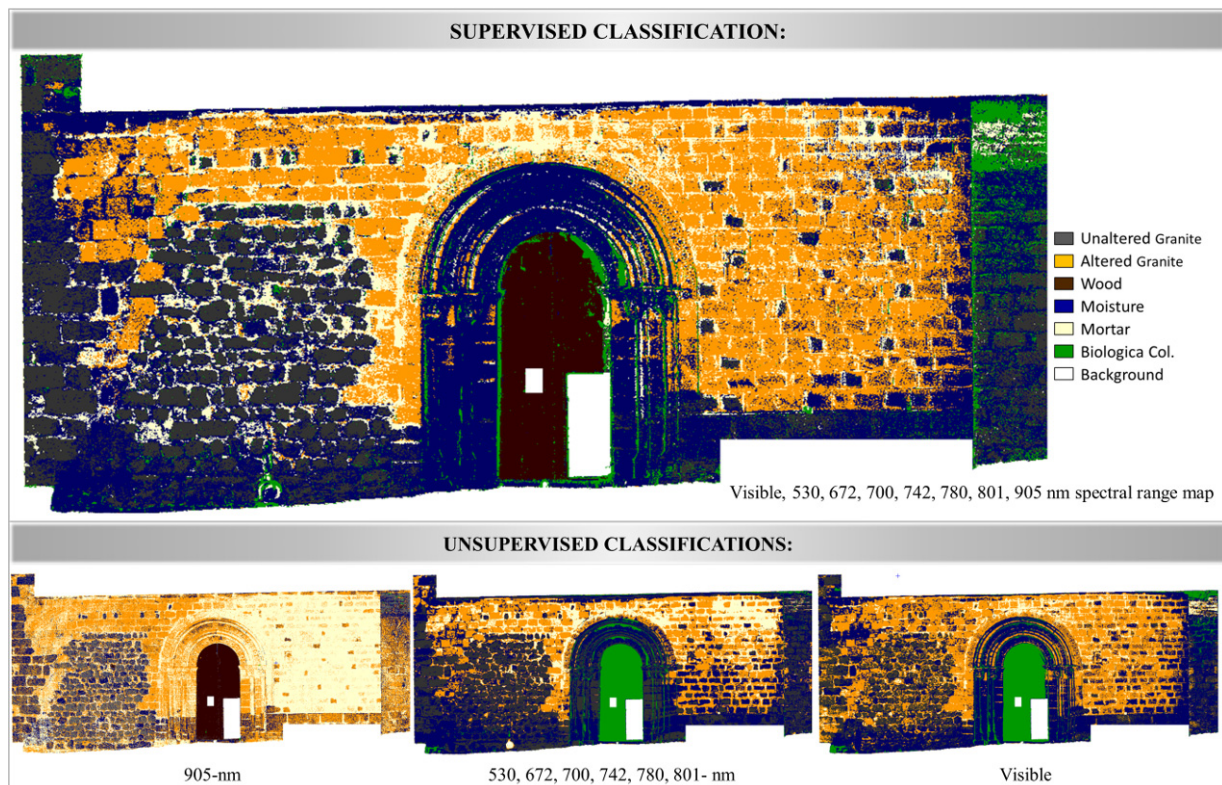 SUPERVISED CLASSIFICATION:
Unaltered Granite
Altered Granite
Wood
Moisture
Mortar
Biologica Col.
Background
Visible, 530, 672, 700, 742, 780, 801, 905 nm spectral range map
UNSUPERVISED CLASSIFICATIONS:
905-nm
530, 672, 700, 742, 780, 801- nm
Visible